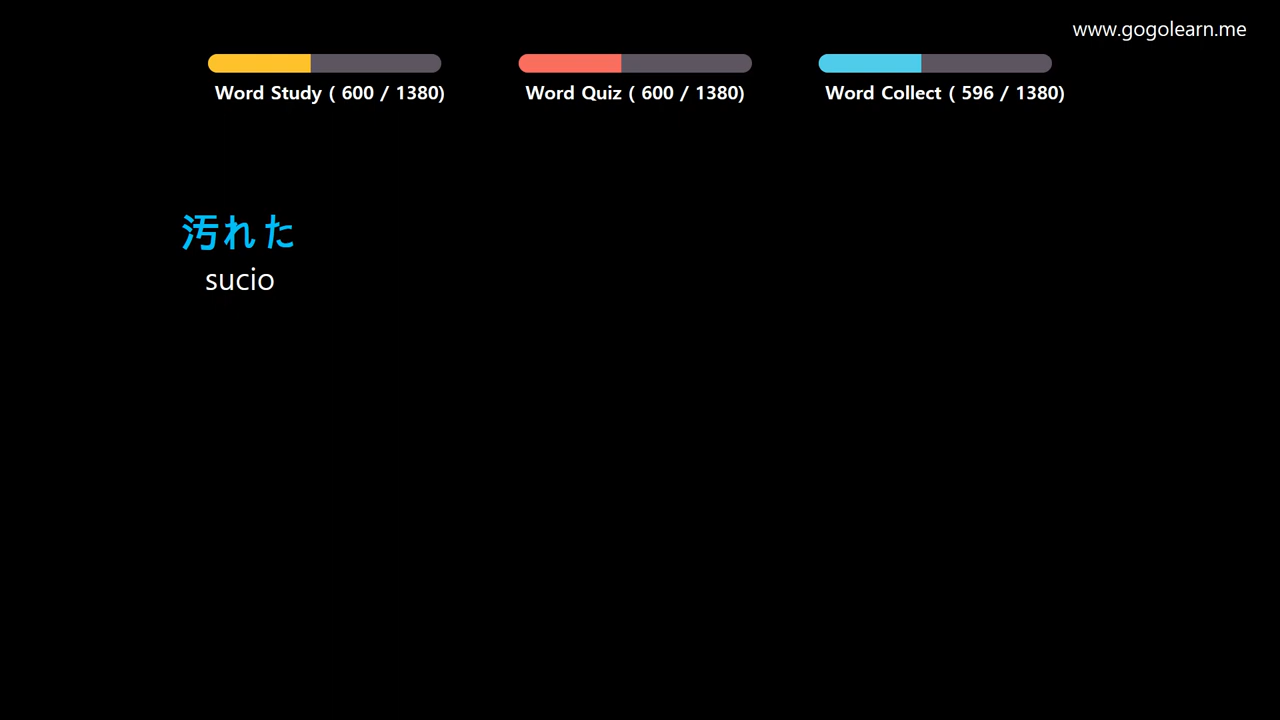 www.gogolearn.me
Word Study ( 600 / 1380)
Word Quiz ( 600 / 1380)
Word Collect ( 596 / 1380)
汚れた
sucio